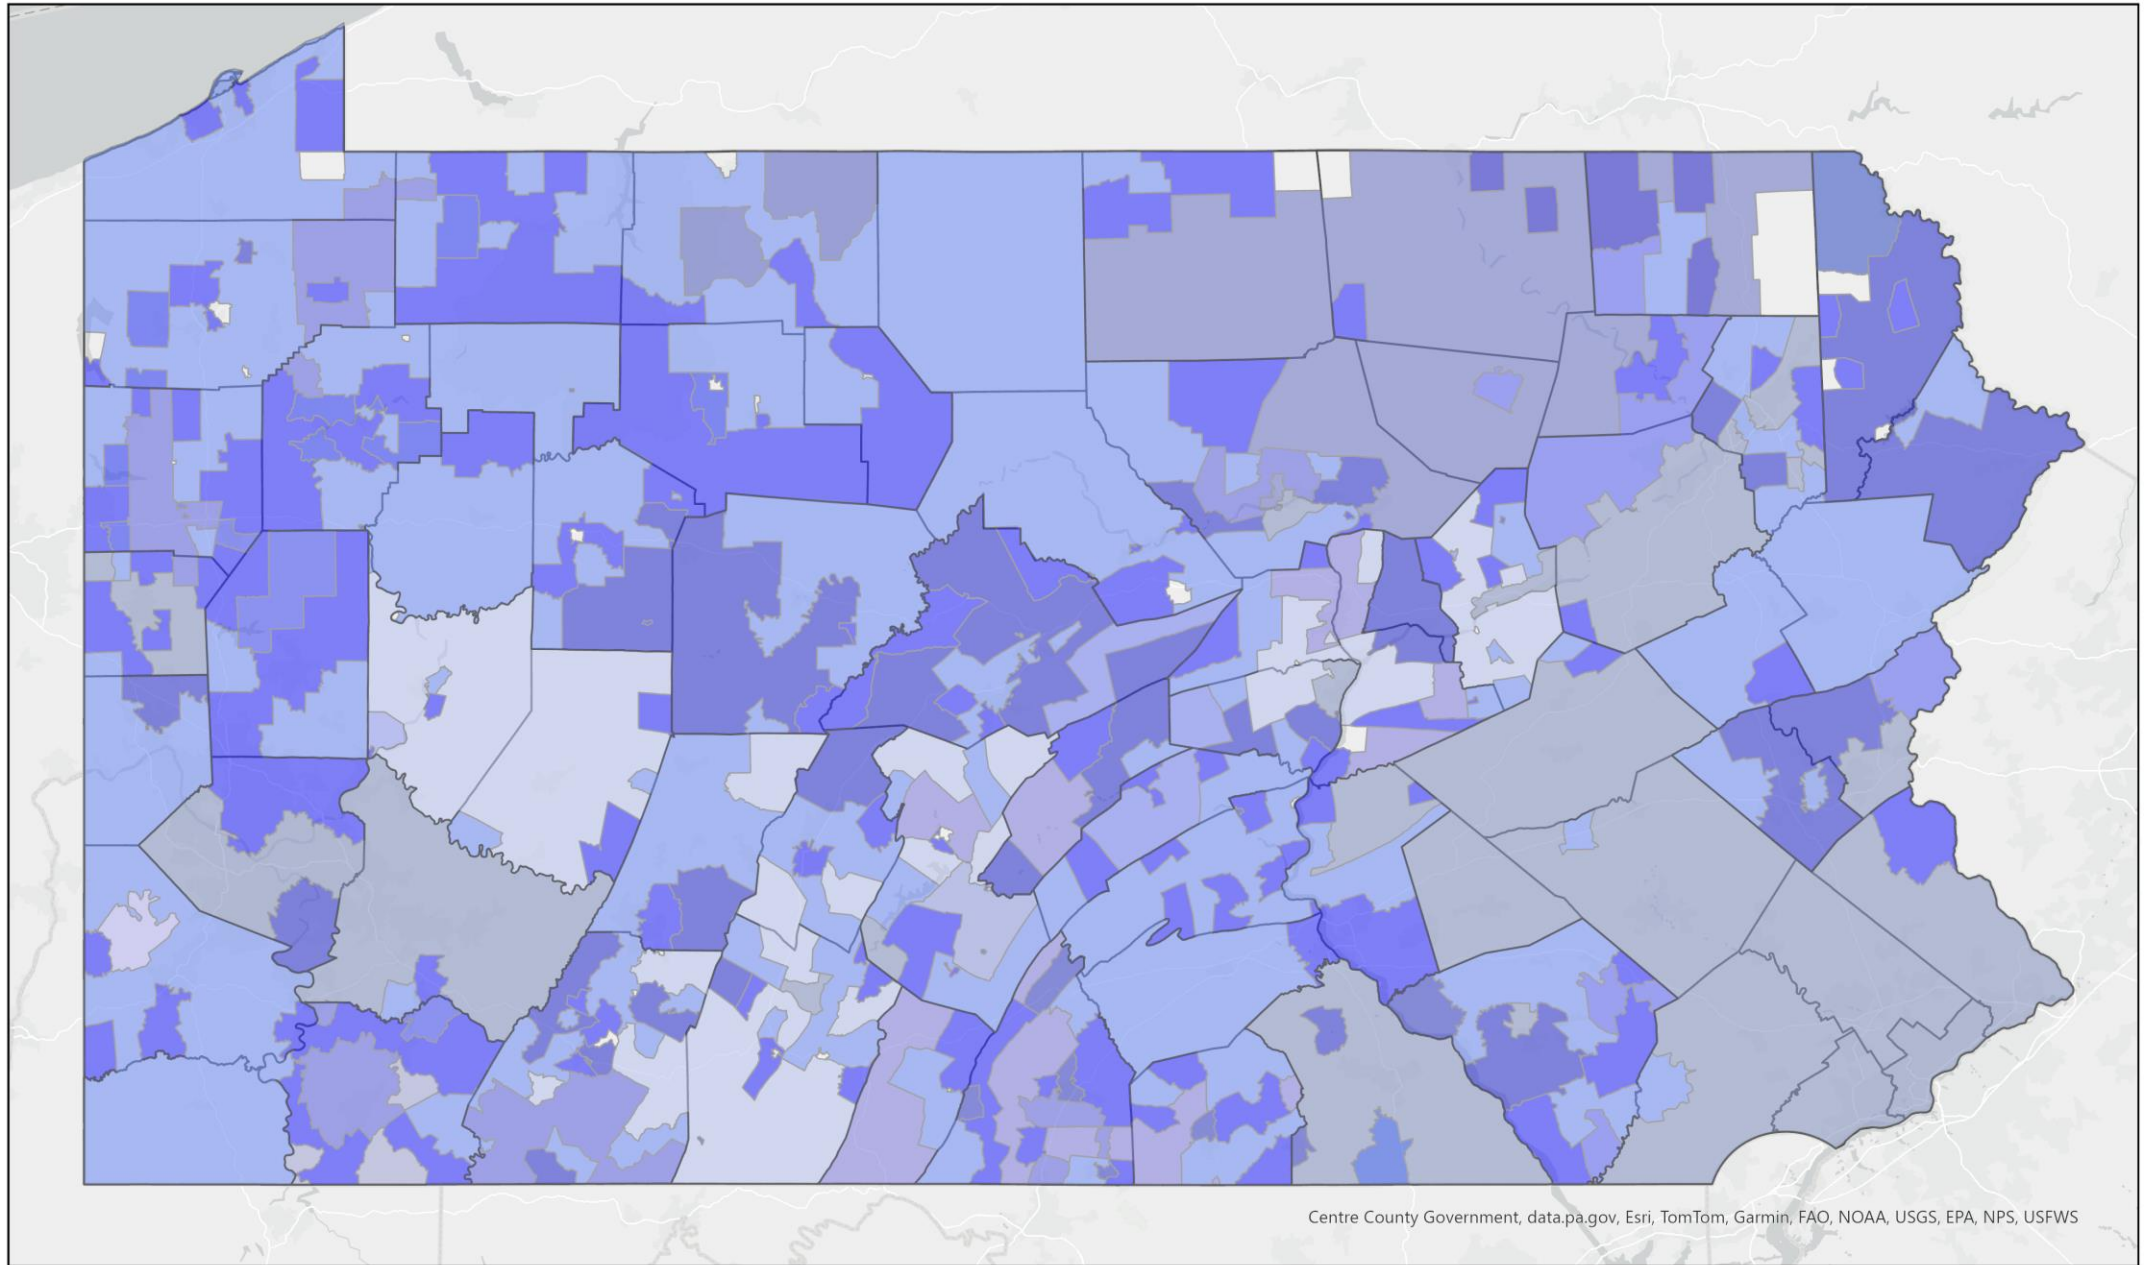 Centre County Government, data.pa.gov, Esri, TomTom, Garmin, FAO, NOAA, USGS, EPA, NPS, USFWS